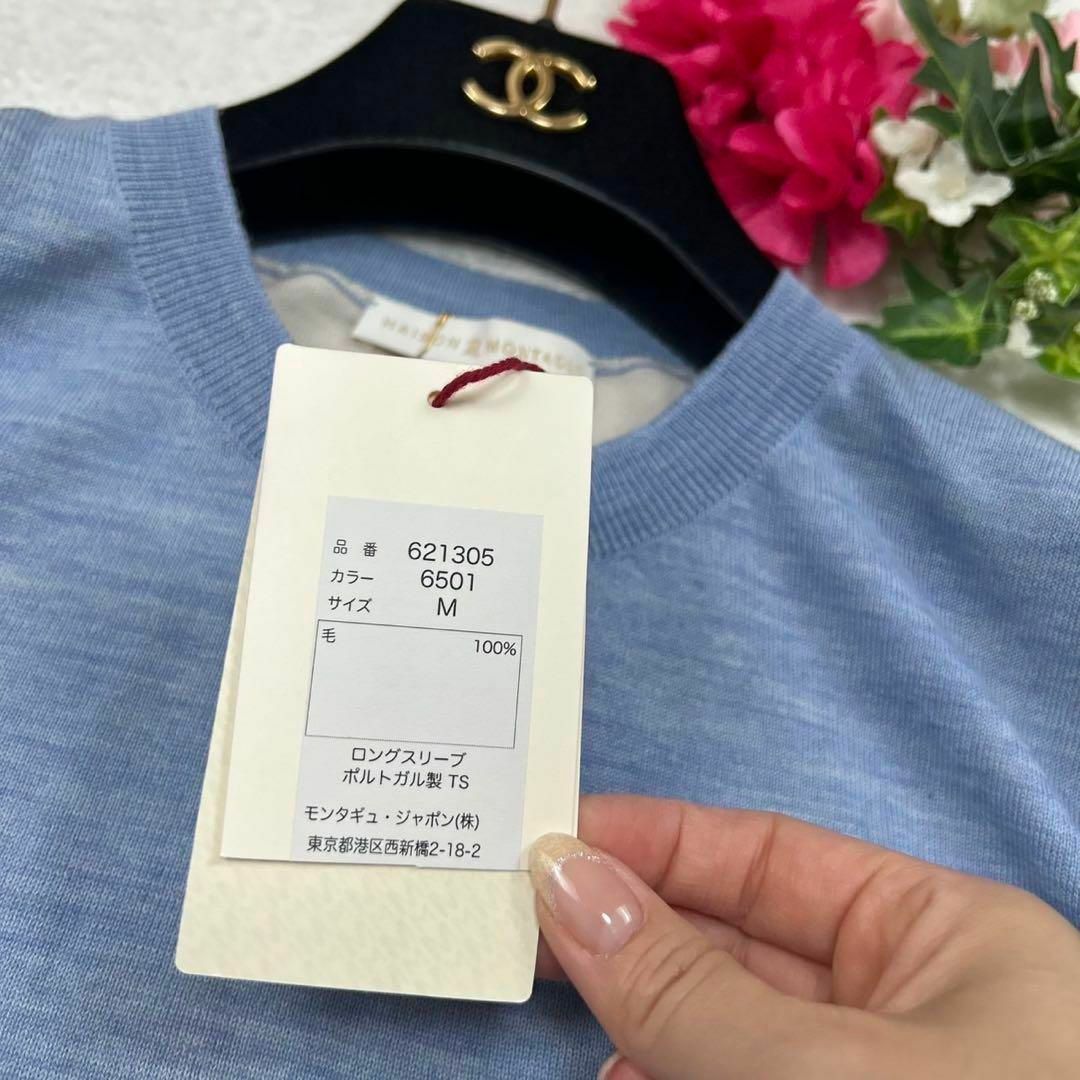 MAISON MONTAGU
品番 621305
カラー 6501
サイズ M
毛 100%
ロングスリーブ
ポルトガル製 TS
モンタギュ・ジャポン(株)
東京都港区西新橋2-18-2